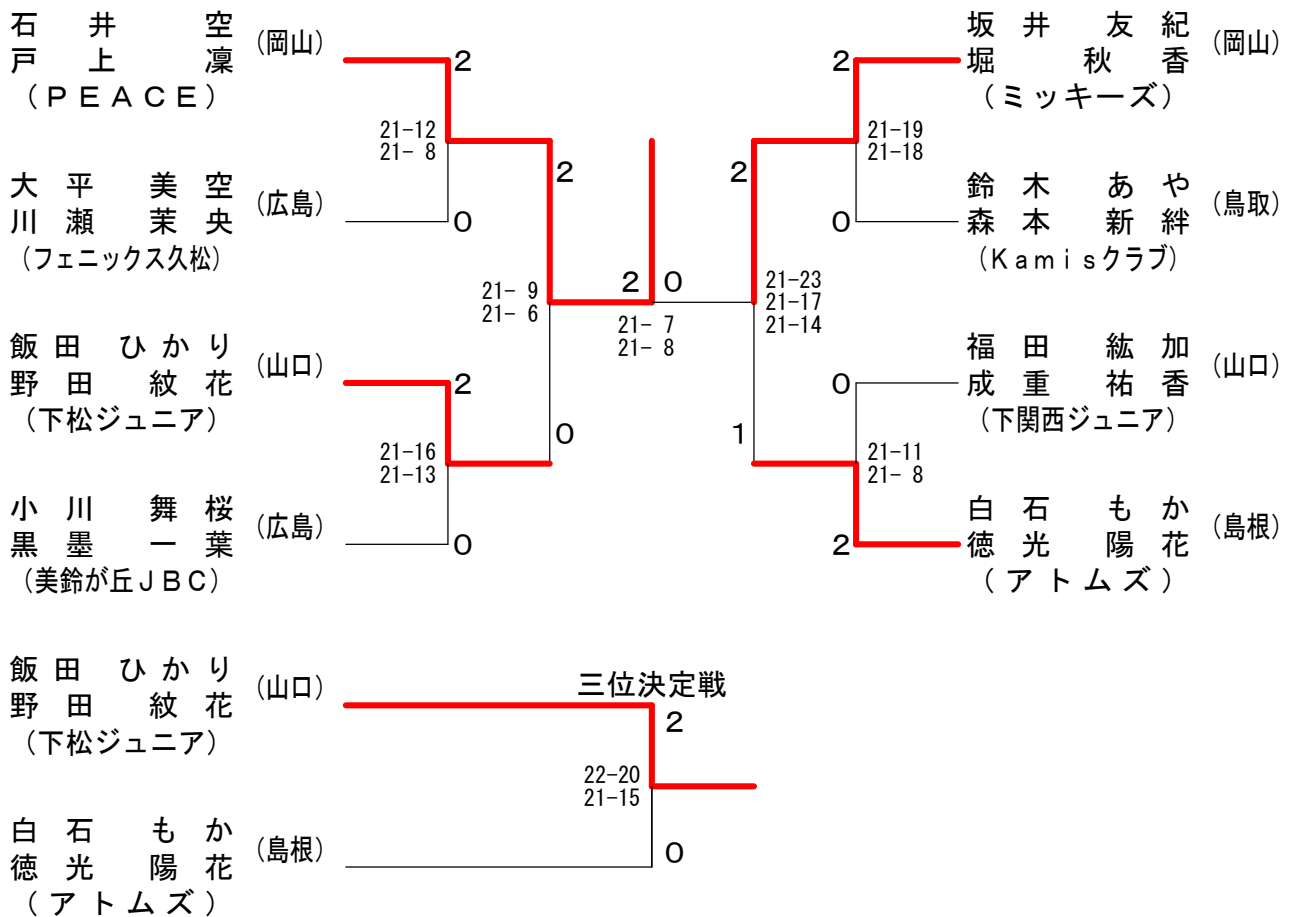 石井 空
戸上 凜
(岡山)
(PEACE)
2
21-12
21- 8
大平 美空
川瀬 茉央
(広島)
(フェニックス久松)
0
2
21- 9
21- 6
飯田 ひかり
野田 紋花
(山口)
(下松ジュニア)
2
21-16
21-13
0
小川 舞桜
黒墨 一葉
(広島)
(美鈴が丘JBC)
0
2 0
21- 7
21- 8
坂井 友紀
堀 秋香
(岡山)
(ミッキーズ)
2
21-19
21-18
鈴木 あや
森本 新絆
(鳥取)
(Kamisクラブ)
0
2
21-23
21-17
21-14
福田 紘加
成重 祐香
(山口)
(下関西ジュニア)
0
21-11
21- 8
1
白石 もか
徳光 陽花
(島根)
(アトムズ)
2
三位決定戦
飯田 ひかり
野田 紋花
(山口)
(下松ジュニア)
2
22-20
21-15
白石 もか
徳光 陽花
(島根)
(アトムズ)
0